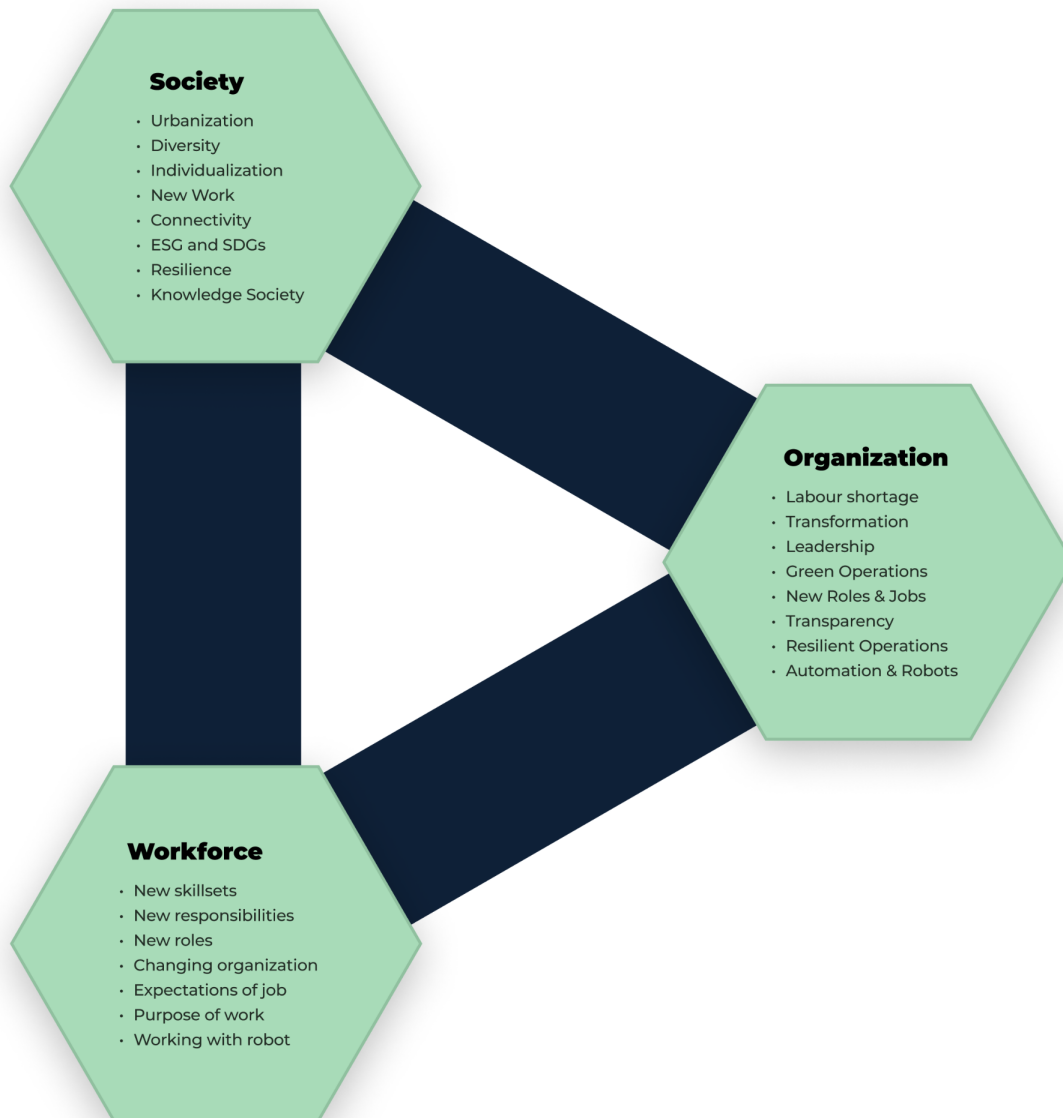 Society
· Urbanization
· Diversity
· Individualization
· New Work
· Connectivity
· ESG and SDGs
· Resilience
· Knowledge Society
Organization
· Labour shortage
· Transformation
· Leadership
· Green Operations
· New Roles & Jobs
· Transparency
· Resilient Operations
· Automation & Robots
Workforce
· New skillsets
· New responsibilities
· New roles
· Changing organization
· Expectations of job
· Purpose of work
· Working with robot